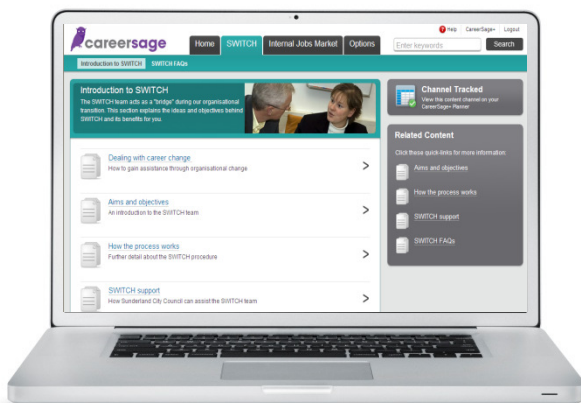 Help CareerSage+ Logout
careersage
Home SWITCH Internal Jobs Market Options
Enter keywords Search
Introduction to SWITCH SWITCH FAQs
Introduction to SWITCH
The SWITCH team acts as a "bridge" during our organisational
transition. This section explains the ideas and objectives behind
SWITCH and its benefits for you.
Dealing with career change
How to gain assistance through organisational change
Aims and objectives
An introduction to the SWITCH team
How the process works
Further detail about the SWITCH procedure
SWITCH support
How Sunderland City Council can assist the SWITCH team
Channel Tracked
View this content channel on your
CareerSage+ Planner
Related Content
Click these quick-links for more information:
Aims and objectives
How the process works
SWITCH support
SWITCH FAQs